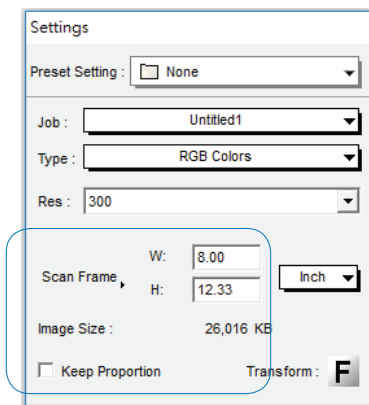 Settings
Preset Setting : None
Job : Untitled1
Type : RGB Colors
Res : 300
W: 8.00
Scan Frame Inch
H: 12.33
Image Size : 26,016 KB
Keep Proportion Transform : F